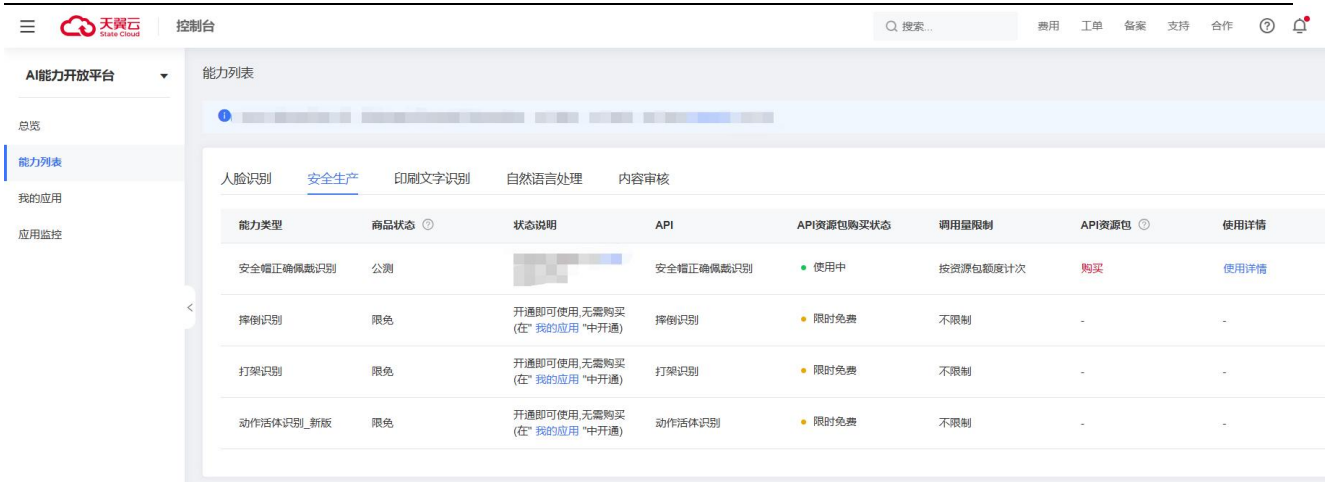 天翼云
State Cloud
控制台
搜索...
费用 工单 备案 支持 合作
AI能力开放平台
能力列表
总览
能力列表
我的应用
应用监控
人脸识别 安全生产 印刷文字识别 自然语言处理 内容审核
能力类型 商品状态 状态说明 API API资源包购买状态 调用量限制 API资源包 使用详情
安全帽正确佩戴识别 公测 安全帽正确佩戴识别 使用中 按资源包额度计次 购买 使用详情
摔倒识别 限免 开通即可使用,无需购买 摔倒识别 限时免费 不限制 - -
(在" 我的应用 "中开通)
打架识别 限免 开通即可使用,无需购买 打架识别 限时免费 不限制 - -
(在" 我的应用 "中开通)
动作活体识别_新版 限免 开通即可使用,无需购买 动作活体识别 限时免费 不限制 - -
(在" 我的应用 "中开通)